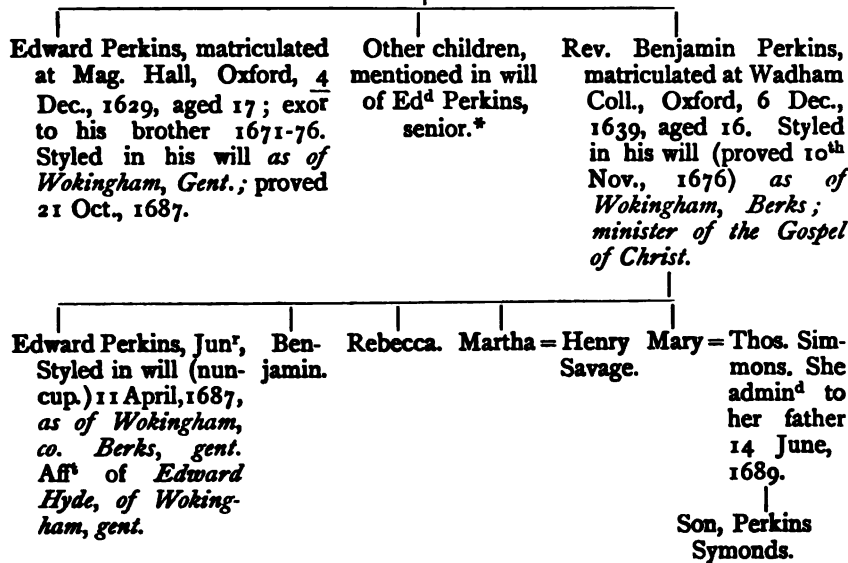 Edward Perkins, matriculated
at Mag. Hall, Oxford, 4
Dec., 1629, aged 17; exor
to his brother 1671-76.
Styled in his will as of
Wokingham, Gent.; proved
21 Oct., 1687.
Other children,
mentioned in will
of Edᵈ Perkins,
senior.*
Rev. Benjamin Perkins,
matriculated at Wadham
Coll., Oxford, 6 Dec.,
1639, aged 16. Styled
in his will (proved 10ᵗʰ
Nov., 1676) as of
Wokingham, Berks;
minister of the Gospel
of Christ.
Edward Perkins, Junʳ,
Styled in will (nun-
cup.) 11 April, 1687,
as of Wokingham,
co. Berks, gent.
Affᵗ of Edward
Hyde, of Woking-
ham, gent.
Ben-
jamin.
Rebecca.
Martha = Henry
Savage.
Mary = Thos. Sim-
mons. She
adminᵈ to
her father
14 June,
1689.
Son, Perkins
Symonds.